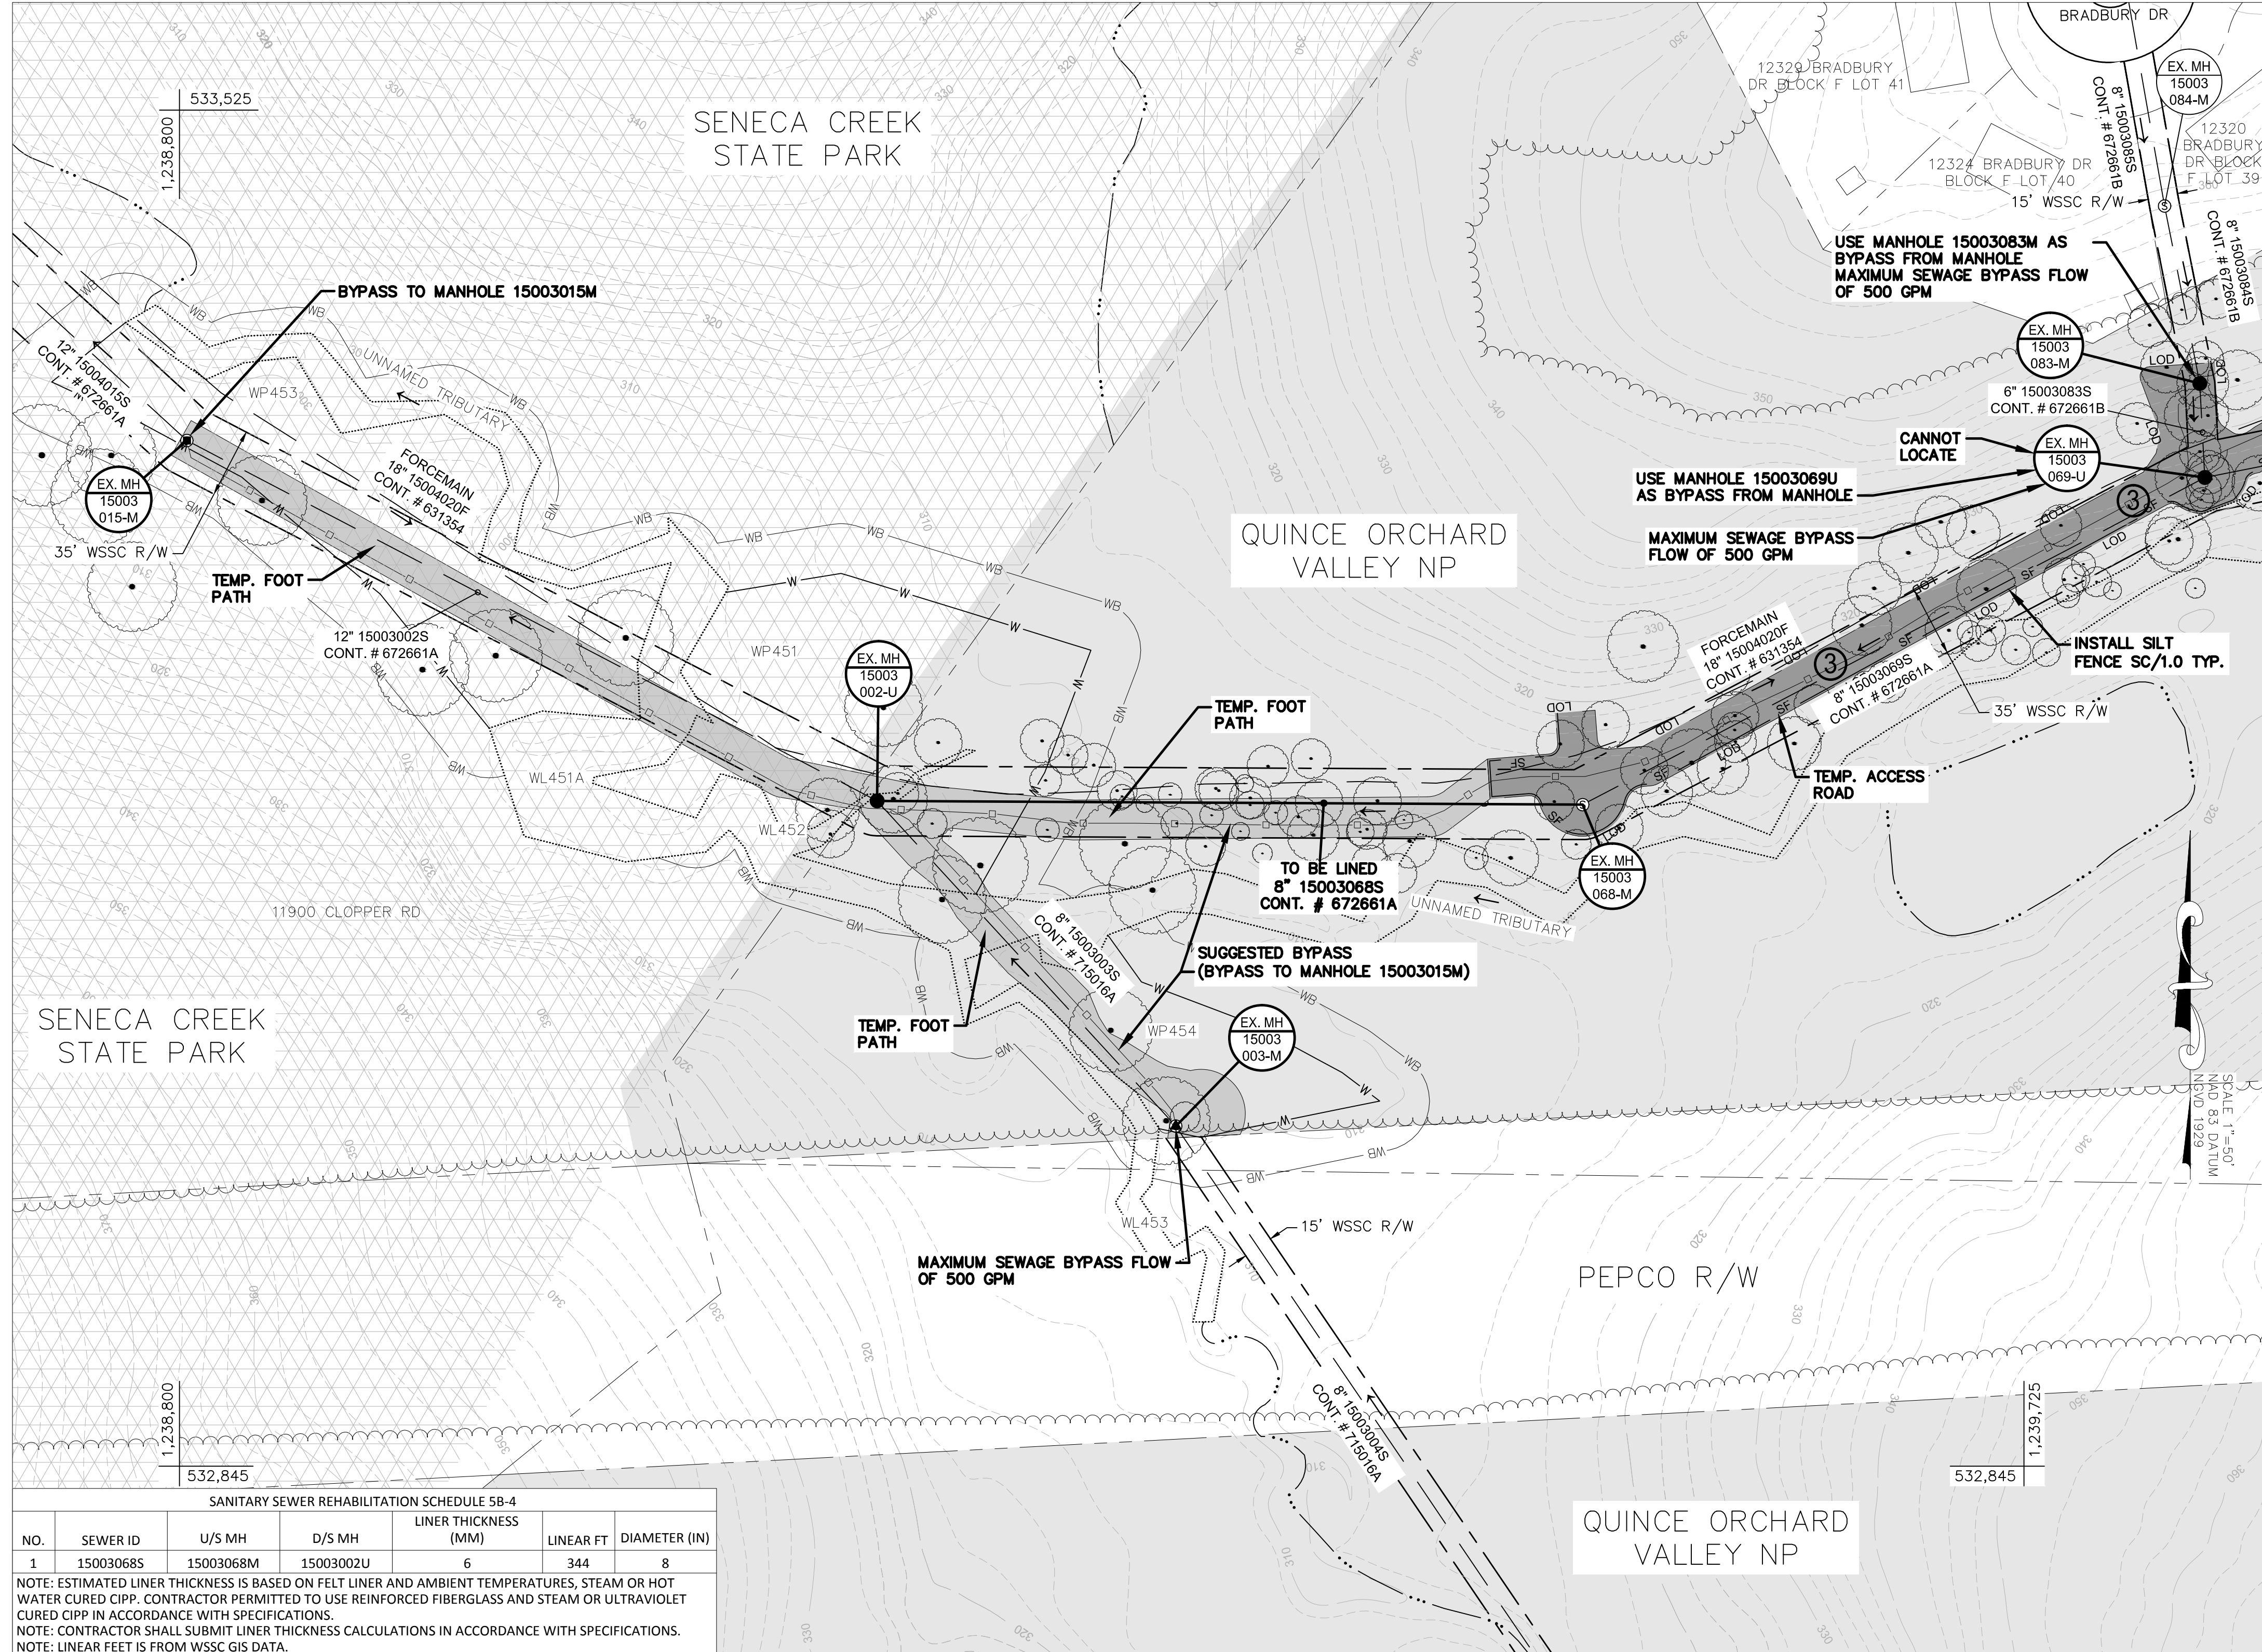 BRADBURY DR
EX. MH
15003
084-M
12329 BRADBURY
DR BLOCK F LOT 41
8" 15003085S
CONT. # 672661B
12320
BRADBURY
DR BLOCK
F LOT 39
12324 BRADBURY DR
BLOCK F LOT 40
15' WSSC R/W
8" 15003084S
CONT. # 672661B
533,525
1,238,800
SENECA CREEK
STATE PARK
USE MANHOLE 15003083M AS
BYPASS FROM MANHOLE
MAXIMUM SEWAGE BYPASS FLOW
OF 500 GPM
BYPASS TO MANHOLE 15003015M
EX. MH
15003
083-M
6" 15003083S
CONT. # 672661B
CANNOT
LOCATE
EX. MH
15003
069-U
USE MANHOLE 15003069U
AS BYPASS FROM MANHOLE
MAXIMUM SEWAGE BYPASS
FLOW OF 500 GPM
12" 15004015S
CONT. # 672661A
WP453
UNNAMED TRIBUTARY
FORCEMAIN
18" 15004020F
CONT. # 631354
EX. MH
15003
015-M
35' WSSC R/W
TEMP. FOOT
PATH
12" 15003002S
CONT. # 672661A
QUINCE ORCHARD
VALLEY NP
WP451
EX. MH
15003
002-U
TEMP. FOOT
PATH
FORCEMAIN
18" 15004020F
CONT. # 631354
3
3
8" 15003069S
CONT. # 672661A
INSTALL SILT
FENCE SC/1.0 TYP.
35' WSSC R/W
TEMP. ACCESS
ROAD
WL451A
WL452
TO BE LINED
8" 15003068S
CONT. # 672661A
EX. MH
15003
068-M
UNNAMED TRIBUTARY
11900 CLOPPER RD
8" 15003003S
CONT. # 715016A
SUGGESTED BYPASS
(BYPASS TO MANHOLE 15003015M)
SENECA CREEK
STATE PARK
TEMP. FOOT
PATH
WP454
EX. MH
15003
003-M
SCALE 1"=50'
NAD 83 DATUM
NGVD 1929
WL453
15' WSSC R/W
MAXIMUM SEWAGE BYPASS FLOW
OF 500 GPM
PEPCO R/W
8" 15003004S
CONT. # 715016A
1,238,800
532,845
1,239,725
532,845
QUINCE ORCHARD
VALLEY NP
SANITARY SEWER REHABILITATION SCHEDULE 5B-4
NO. SEWER ID U/S MH D/S MH LINER THICKNESS (MM) LINEAR FT DIAMETER (IN)
1 15003068S 15003068M 15003002U 6 344 8
NOTE: ESTIMATED LINER THICKNESS IS BASED ON FELT LINER AND AMBIENT TEMPERATURES, STEAM OR HOT
WATER CURED CIPP. CONTRACTOR PERMITTED TO USE REINFORCED FIBERGLASS AND STEAM OR ULTRAVIOLET
CURED CIPP IN ACCORDANCE WITH SPECIFICATIONS.
NOTE: CONTRACTOR SHALL SUBMIT LINER THICKNESS CALCULATIONS IN ACCORDANCE WITH SPECIFICATIONS.
NOTE: LINEAR FEET IS FROM WSSC GIS DATA.